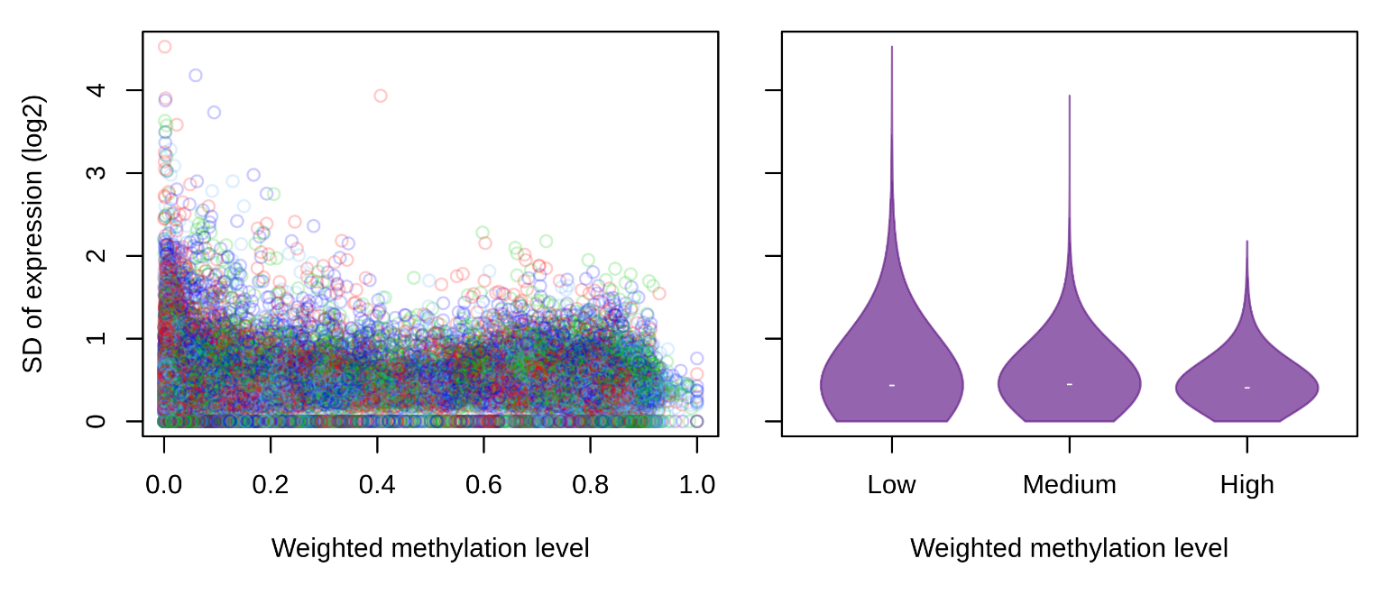 SD of expression (log2)
4
3
2
1
0
0.0 0.2 0.4 0.6 0.8 1.0
Weighted methylation level
Low Medium High
Weighted methylation level